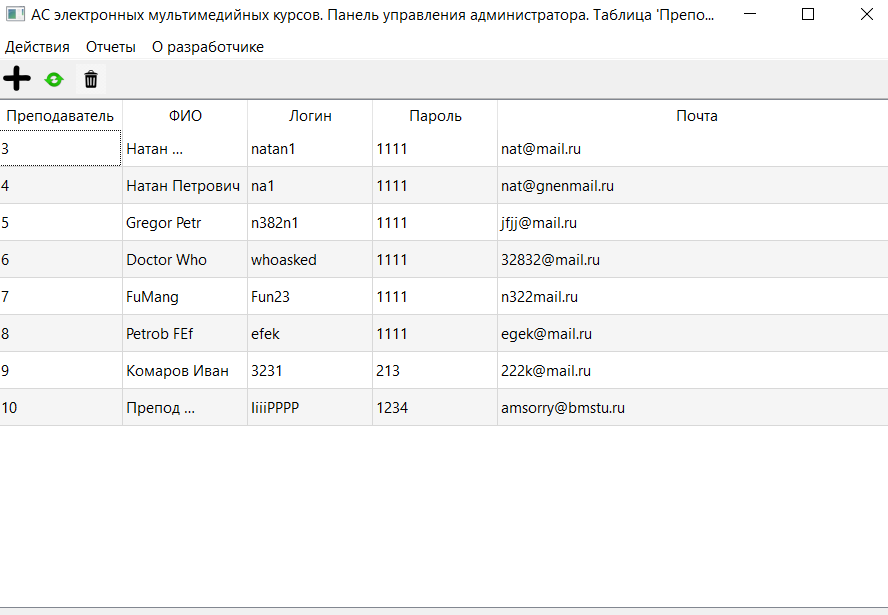 АС электронных мультимедийных курсов. Панель управления администратора. Таблица 'Препо...
Действия Отчеты О разработчике
Преподаватель ФИО Логин Пароль Почта
3 Натан ... natan1 1111 nat@mail.ru
4 Натан Петрович na1 1111 nat@gnenmail.ru
5 Gregor Petr n382n1 1111 jfjj@mail.ru
6 Doctor Who whoasked 1111 32832@mail.ru
7 FuMang Fun23 1111 n322mail.ru
8 Petrob FEf efek 1111 egek@mail.ru
9 Комаров Иван 3231 213 222k@mail.ru
10 Препод ... IiiiPPPP 1234 amsorry@bmstu.ru